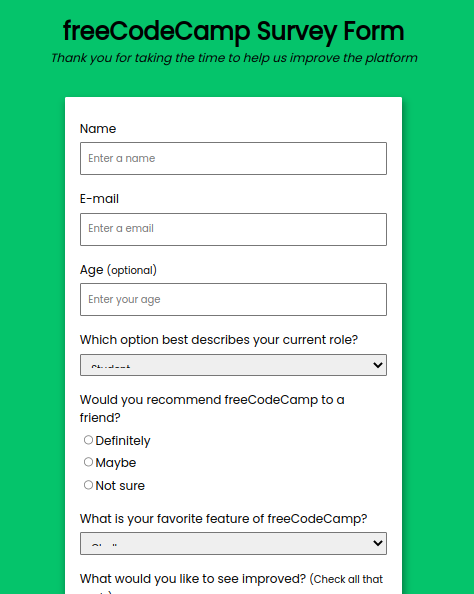 freeCodeCamp Survey Form
Thank you for taking the time to help us improve the platform
Name
Enter a name
E-mail
Enter a email
Age (optional)
Enter your age
Which option best describes your current role?
Student
Would you recommend freeCodeCamp to a
friend?
Definitely
Maybe
Not sure
What is your favorite feature of freeCodeCamp?
What would you like to see improved? (Check all that